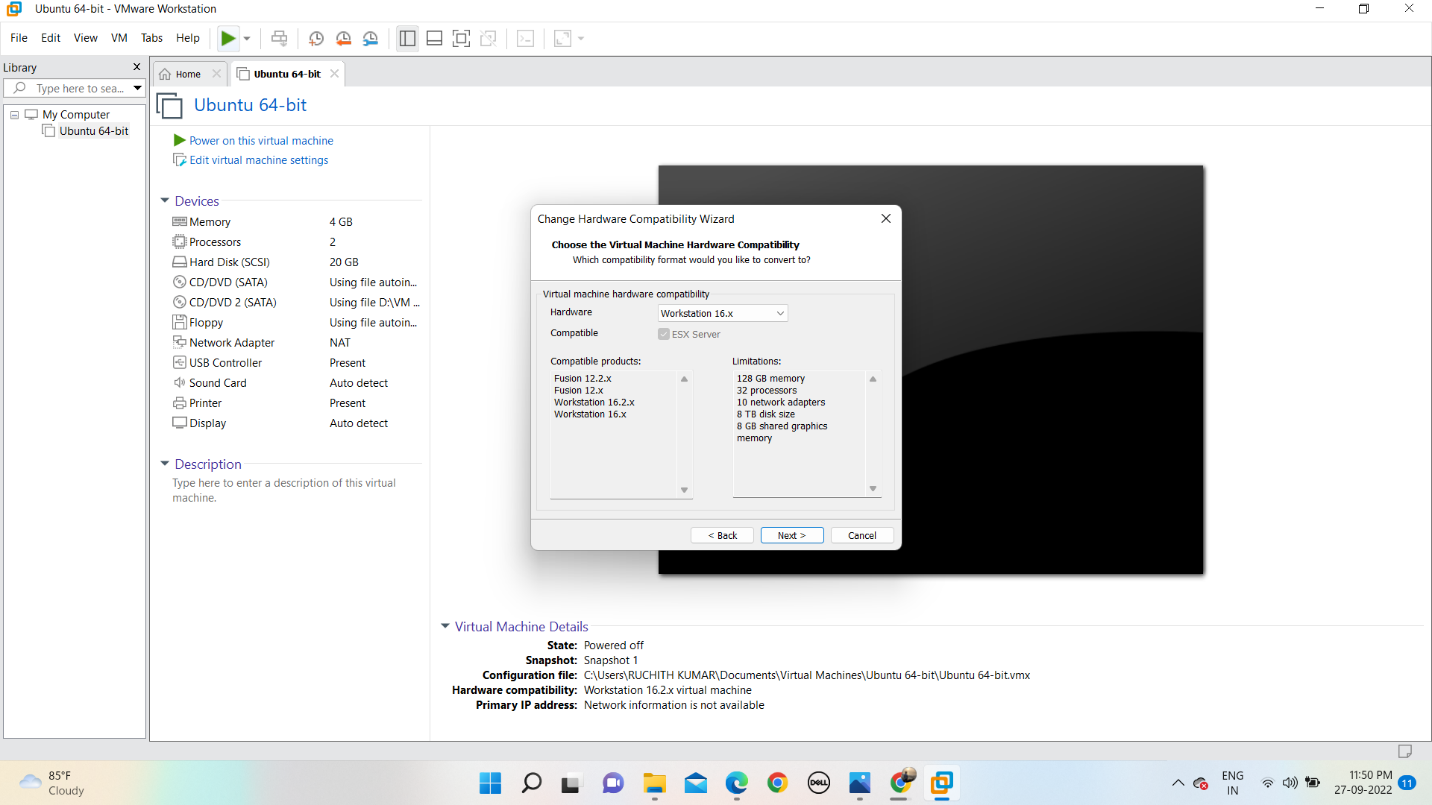 Ubuntu 64-bit - VMware Workstation
File Edit View VM Tabs Help
Library
Type here to sea...
My Computer
Ubuntu 64-bit
Home
Ubuntu 64-bit
Ubuntu 64-bit
Power on this virtual machine
Edit virtual machine settings
Devices
Memory 4 GB
Processors 2
Hard Disk (SCSI) 20 GB
CD/DVD (SATA) Using file autoin...
CD/DVD 2 (SATA) Using file D:\VM ...
Floppy Using file autoin...
Network Adapter NAT
USB Controller Present
Sound Card Auto detect
Printer Present
Display Auto detect
Description
Type here to enter a description of this virtual
machine.
Change Hardware Compatibility Wizard
Choose the Virtual Machine Hardware Compatibility
Which compatibility format would you like to convert to?
Virtual machine hardware compatibility
Hardware Workstation 16.x
Compatible ESX Server
Compatible products:
Fusion 12.2.x
Fusion 12.x
Workstation 16.2.x
Workstation 16.x
Limitations:
128 GB memory
32 processors
10 network adapters
8 TB disk size
8 GB shared graphics
memory
< Back Next > Cancel
Virtual Machine Details
State: Powered off
Snapshot: Snapshot 1
Configuration file: C:\Users\RUCHITH KUMAR\Documents\Virtual Machines\Ubuntu 64-bit\Ubuntu 64-bit.vmx
Hardware compatibility: Workstation 16.2.x virtual machine
Primary IP address: Network information is not available
85°F
Cloudy
DELL
ENG
IN
11:50 PM
27-09-2022
11